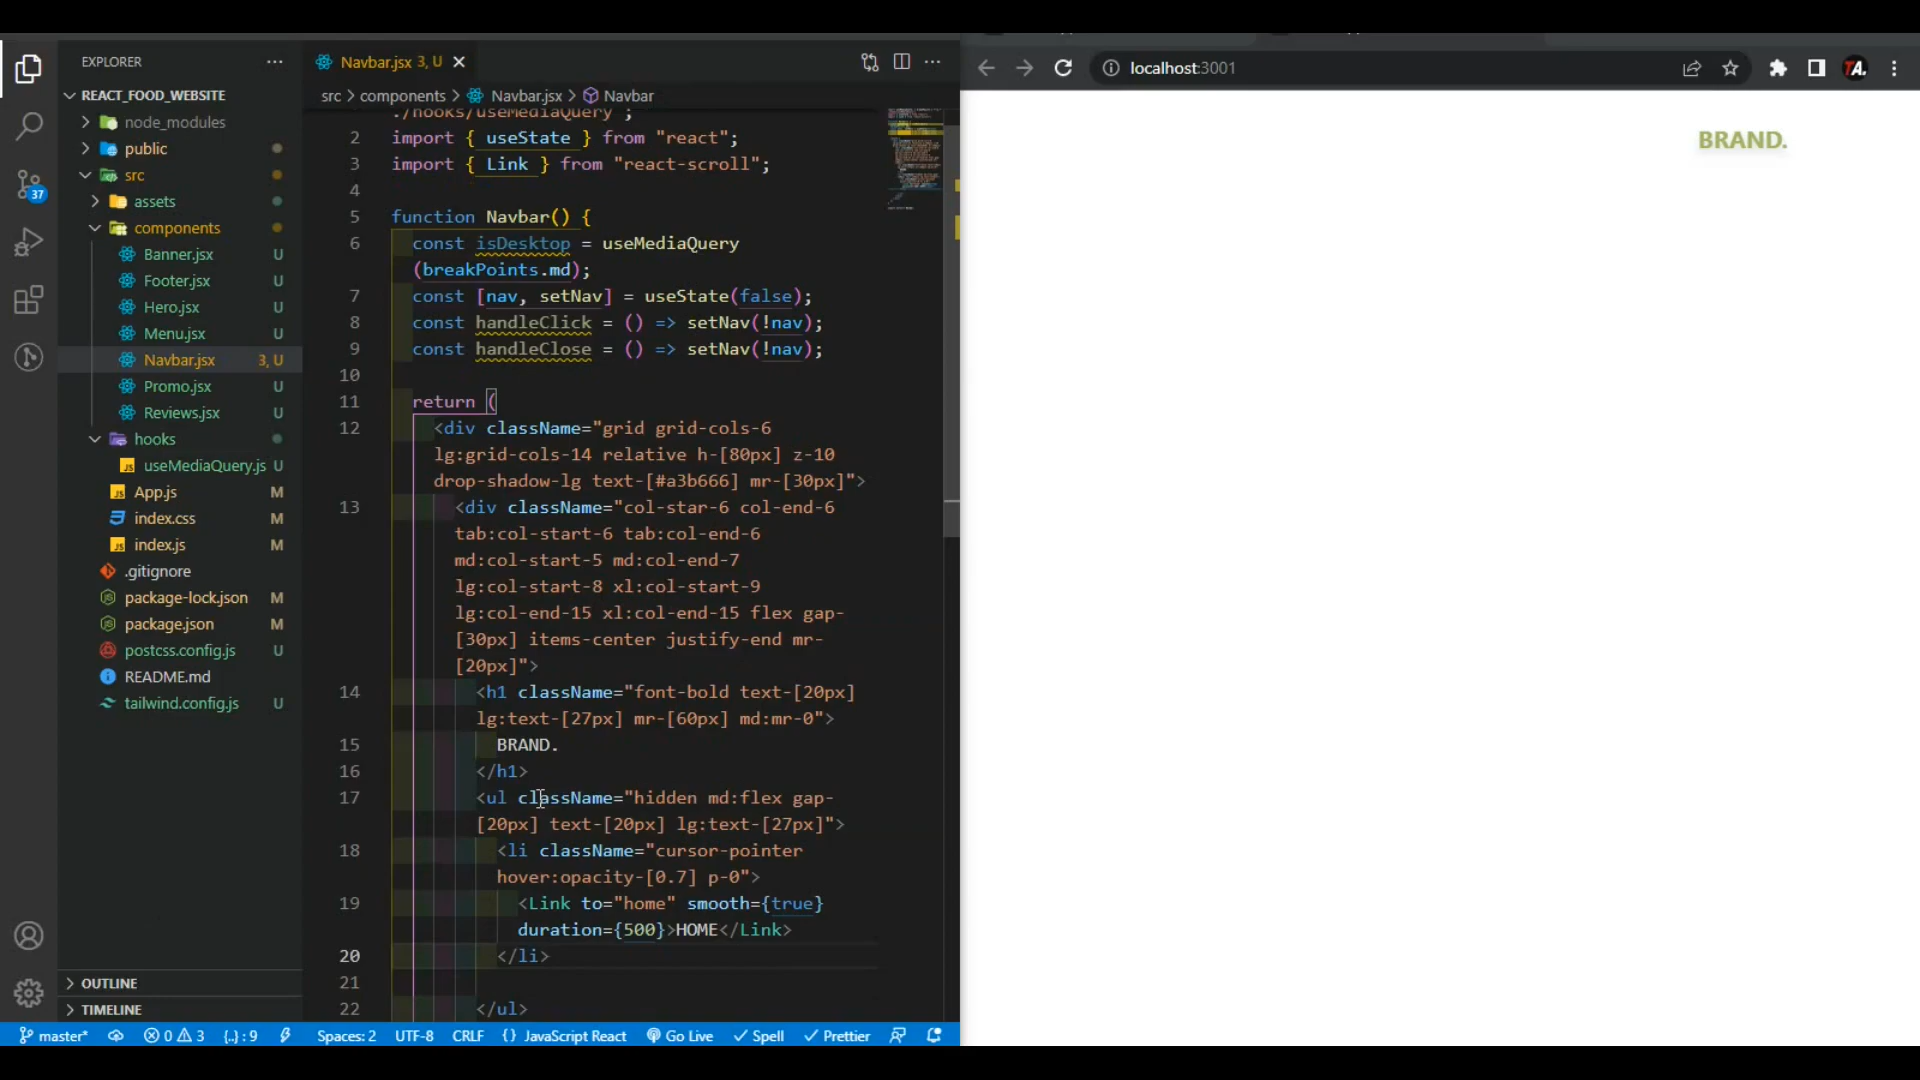 EXPLORER
REACT_FOOD_WEBSITE
node_modules
public
src
assets
components
Banner.jsx U
Footer.jsx U
Hero.jsx U
Menu.jsx U
Navbar.jsx 3, U
Promo.jsx U
Reviews.jsx U
hooks
useMediaQuery.js U
App.js M
index.css M
index.js M
.gitignore
package-lock.json M
package.json M
postcss.config.js U
README.md
tailwind.config.js U
OUTLINE
TIMELINE
37
Navbar.jsx 3, U
src > components > Navbar.jsx > Navbar
./hooks/useMediaQuery";
2 import { useState } from "react";
3 import { Link } from "react-scroll";
4
5 function Navbar() {
6 const isDesktop = useMediaQuery
(breakPoints.md);
7 const [nav, setNav] = useState(false);
8 const handleClick = () => setNav(!nav);
9 const handleClose = () => setNav(!nav);
10
11 return (
12 <div className="grid grid-cols-6
lg:grid-cols-14 relative h-[80px] z-10
drop-shadow-lg text-[#a3b666] mr-[30px]">
13 <div className="col-star-6 col-end-6
tab:col-start-6 tab:col-end-6
md:col-start-5 md:col-end-7
lg:col-start-8 xl:col-start-9
lg:col-end-15 xl:col-end-15 flex gap-
[30px] items-center justify-end mr-
[20px]">
14 <h1 className="font-bold text-[20px]
lg:text-[27px] mr-[60px] md:mr-0">
15 BRAND.
16 </h1>
17 <ul className="hidden md:flex gap-
[20px] text-[20px] lg:text-[27px]">
18 <li className="cursor-pointer
hover:opacity-[0.7] p-0">
19 <Link to="home" smooth={true}
duration={500}>HOME</Link>
20 </li>
21
22 </ul>
master* 0 3 {..} : 9 Spaces: 2 UTF-8 CRLF {} JavaScript React Go Live Spell Prettier
localhost:3001
TA.
BRAND.